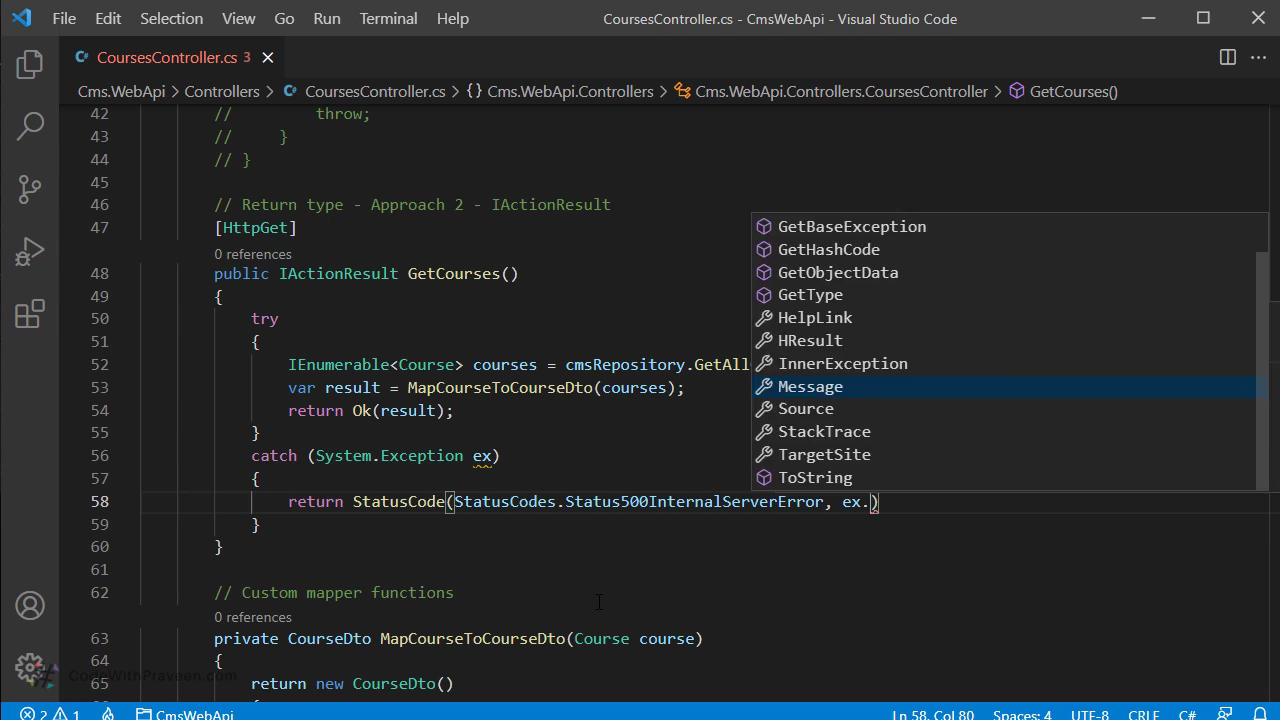 File Edit Selection View Go Run Terminal Help CoursesController.cs - CmsWebApi - Visual Studio Code
CoursesController.cs 3
Cms.WebApi > Controllers > CoursesController.cs > {} Cms.WebApi.Controllers > Cms.WebApi.Controllers.CoursesController > GetCourses()
42 // throw;
43 // }
44 // }
45
46 // Return type - Approach 2 - IActionResult
47 [HttpGet]
0 references
48 public IActionResult GetCourses()
49 {
50 try
51 {
52 IEnumerable<Course> courses = cmsRepository.GetAll
53 var result = MapCourseToCourseDto(courses);
54 return Ok(result);
55 }
56 catch (System.Exception ex)
57 {
58 return StatusCode(StatusCodes.Status500InternalServerError, ex.)
59 }
60 }
61
62 // Custom mapper functions
0 references
63 private CourseDto MapCourseToCourseDto(Course course)
64 {
65 return new CourseDto()
GetBaseException
GetHashCode
GetObjectData
GetType
HelpLink
HResult
InnerException
Message
Source
StackTrace
TargetSite
ToString
CodeWithPraveen.com
2 1 CmsWebApi Ln 58, Col 80 Spaces: 4 UTF-8 CRLF C#